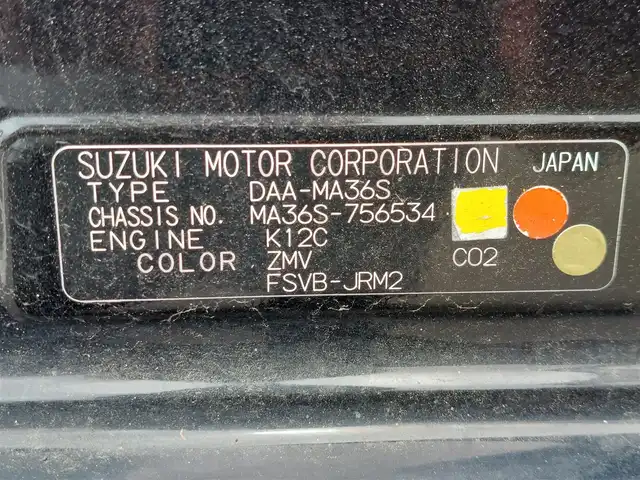 SUZUKI MOTOR CORPORATION JAPAN
TYPE DAA-MA36S
CHASSIS NO. MA36S-756534
ENGINE K12C
COLOR ZMV C02
FSVB-JRM2